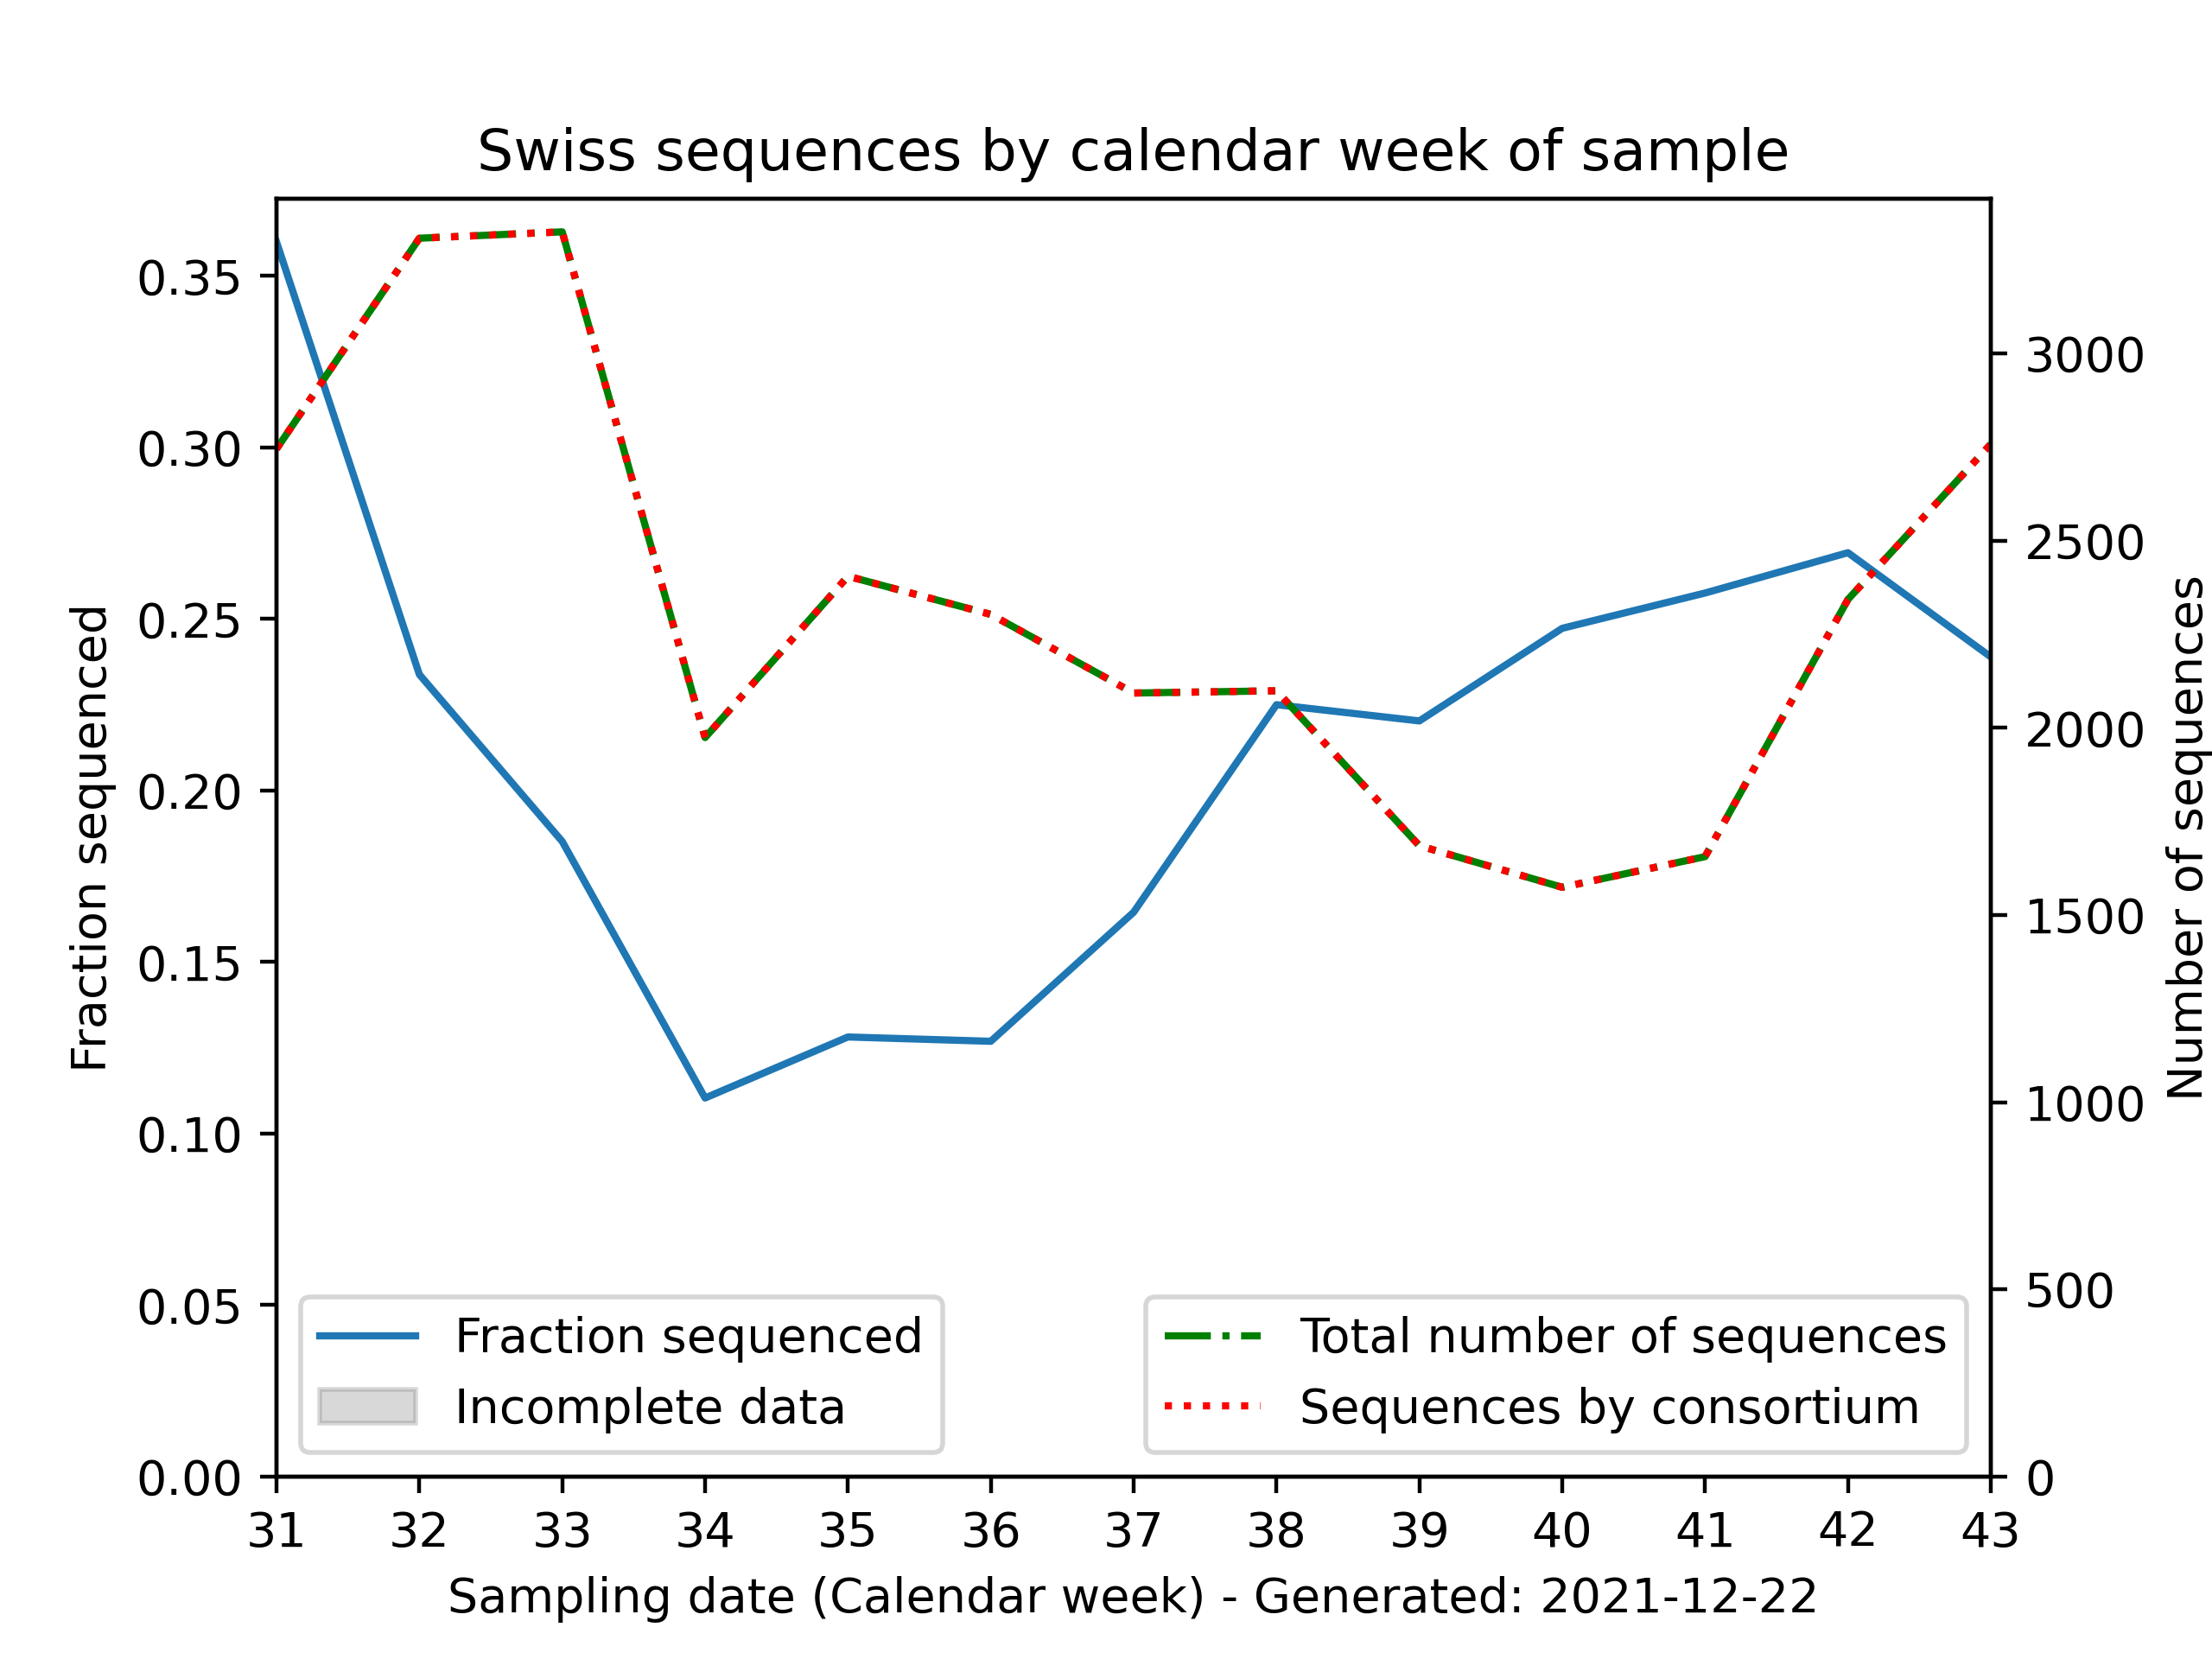 Swiss sequences by calendar week of sample
Fraction sequenced
0.35
0.30
0.25
0.20
0.15
0.10
0.05
0.00
3000
2500
2000
1500
1000
500
0
Number of sequences
Fraction sequenced
Incomplete data
Total number of sequences
Sequences by consortium
31 32 33 34 35 36 37 38 39 40 41 42 43
Sampling date (Calendar week) - Generated: 2021-12-22